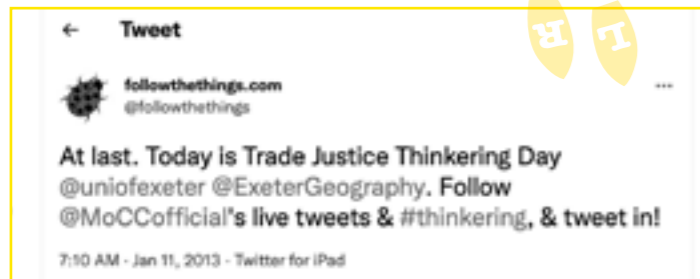 ← Tweet
followthethings.com
@followthethings
...
At last. Today is Trade Justice Thinkering Day
@uniofexeter @ExeterGeography. Follow
@MoCCofficial's live tweets & #thinkering, & tweet in!
7:10 AM - Jan 11, 2013 - Twitter for iPad
R L